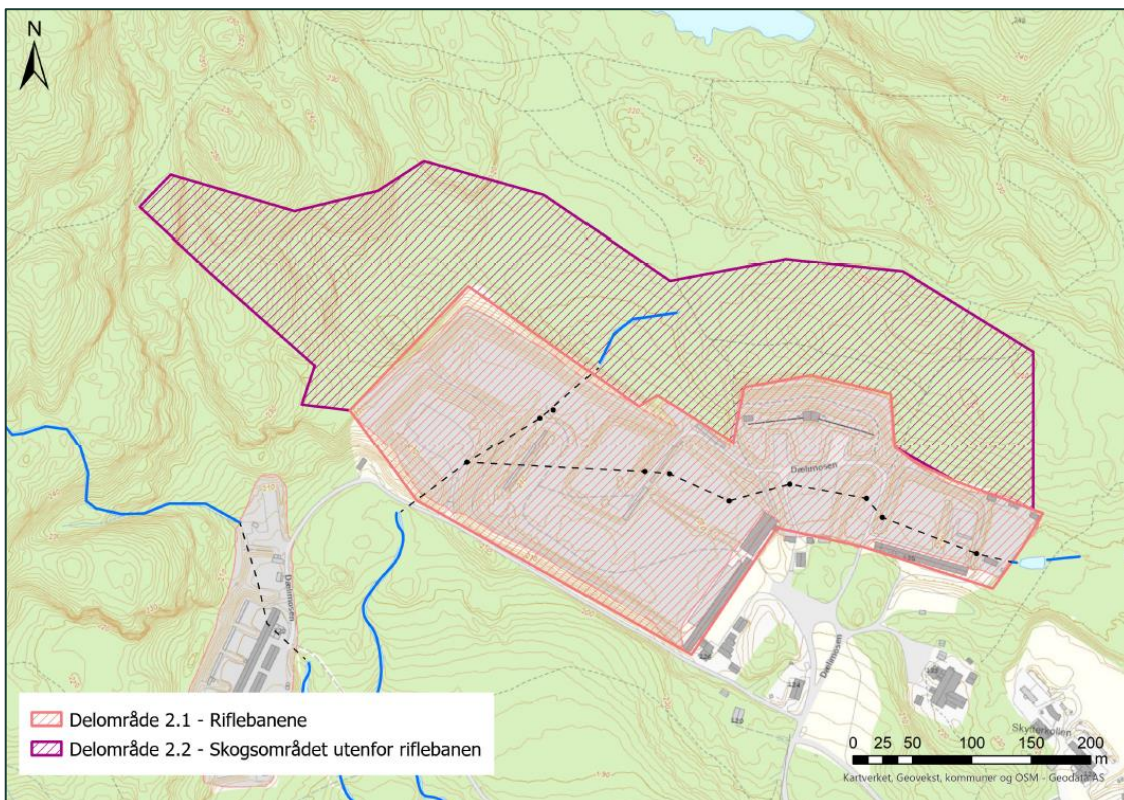 N
Dælimosen
Dælimosen
Dælimosen
Skytterkollen
Delområde 2.1 - Riflebanene
Delområde 2.2 - Skogsområdet utenfor riflebanen
0 25 50 100 150 200
m
Kartverket, Geovekst, kommuner og OSM - Geodata AS